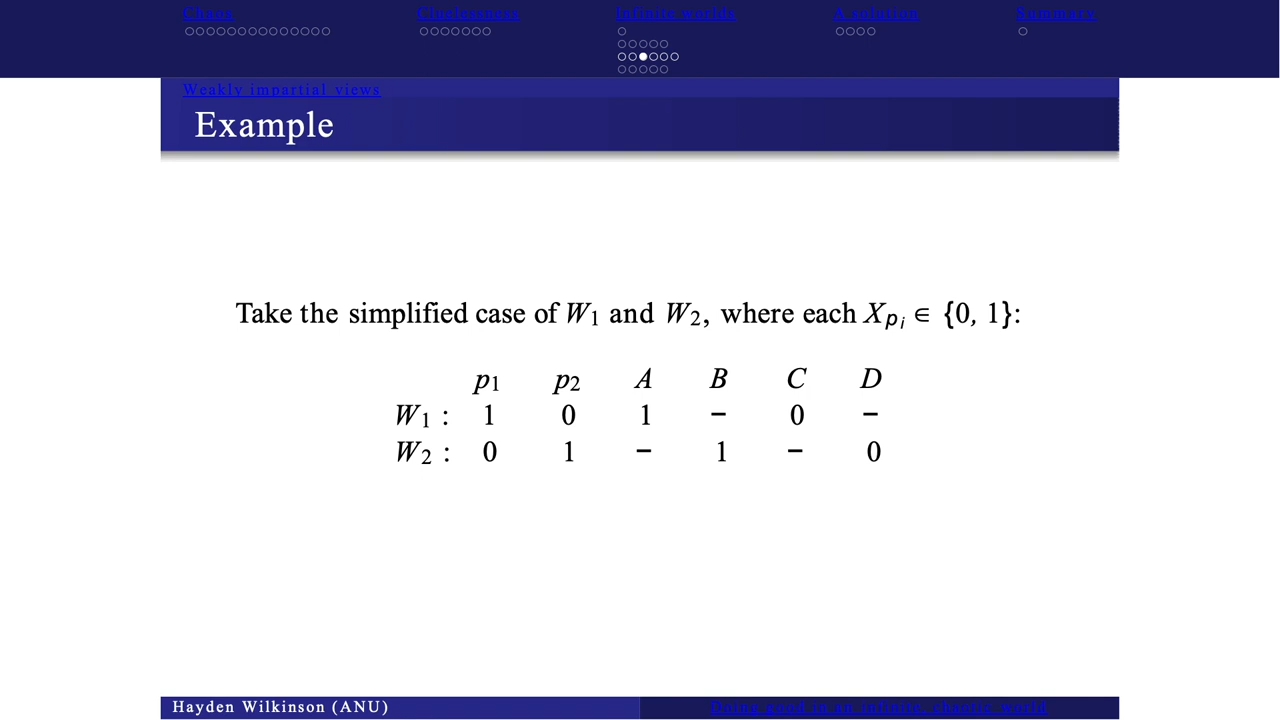 Chaos Cluelessness Infinite worlds A solution Summary
Weakly impartial views
Example
Take the simplified case of W1 and W2, where each Xpi ∈ {0, 1}:
p1 p2 A B C D
W1 : 1 0 1 – 0 –
W2 : 0 1 – 1 – 0
Hayden Wilkinson (ANU) Doing good in an infinite, chaotic world